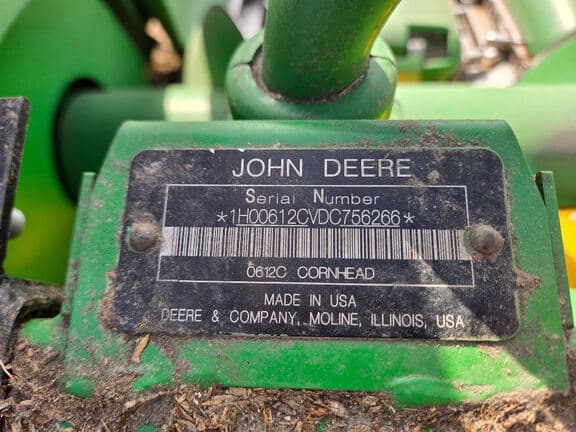 JOHN DEERE
Serial Number
*1H00612CVDC756266*
0612C CORNHEAD
MADE IN USA
DEERE & COMPANY, MOLINE, ILLINOIS, USA